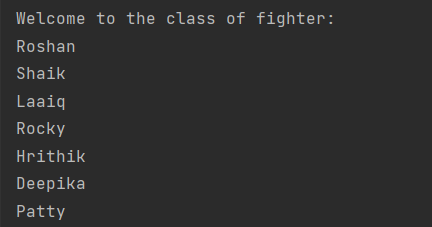 Welcome to the class of fighter:
Roshan
Shaik
Laaiq
Rocky
Hrithik
Deepika
Patty